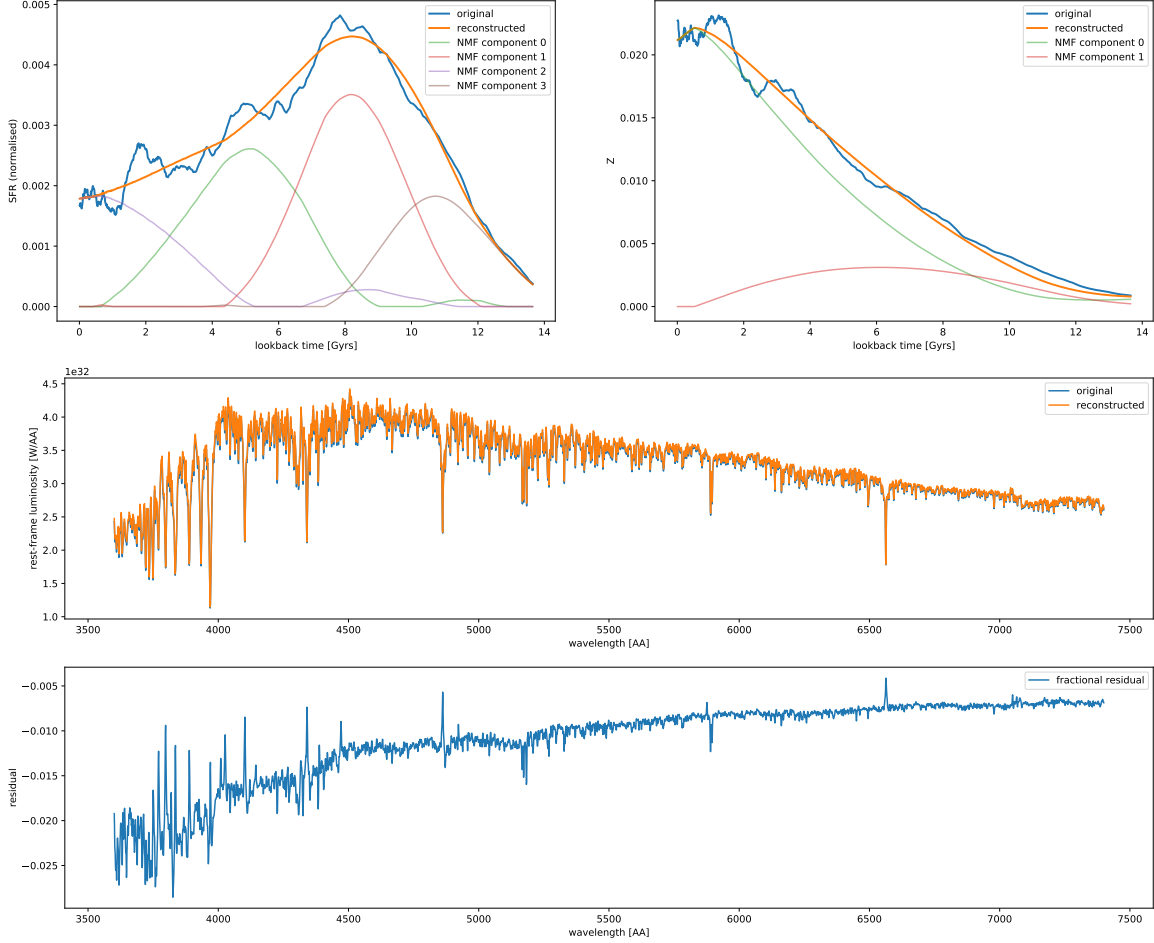 0.005
0.004
0.003
0.002
0.001
0.000
SFR (normalised)
original
reconstructed
NMF component 0
NMF component 1
NMF component 2
NMF component 3
0 2 4 6 8 10 12 14
lookback time [Gyrs]
0.020
0.015
0.010
0.005
0.000
Z
original
reconstructed
NMF component 0
NMF component 1
0 2 4 6 8 10 12 14
lookback time [Gyrs]
1e32
4.5
4.0
3.5
3.0
2.5
2.0
1.5
1.0
rest-frame luminosity [W/AA]
original
reconstructed
3500 4000 4500 5000 5500 6000 6500 7000 7500
wavelength [AA]
−0.005
−0.010
−0.015
−0.020
−0.025
residual
fractional residual
3500 4000 4500 5000 5500 6000 6500 7000 7500
wavelength [AA]